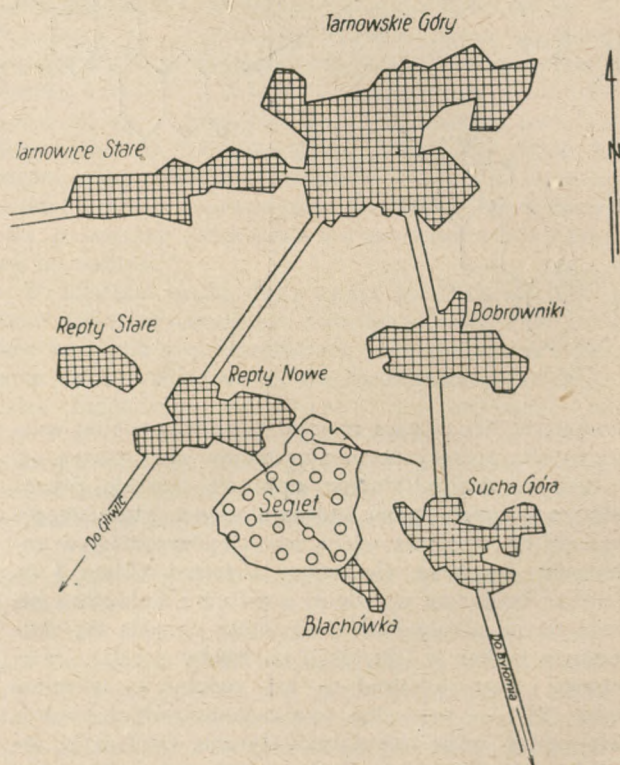 Tarnowskie Góry
N
Tarnowice Stare
Bobrowniki
Repty Stare
Repty Nowe
Sucha Góra
Segiet
Do Gliwic
Blachówka
Do Bytomia